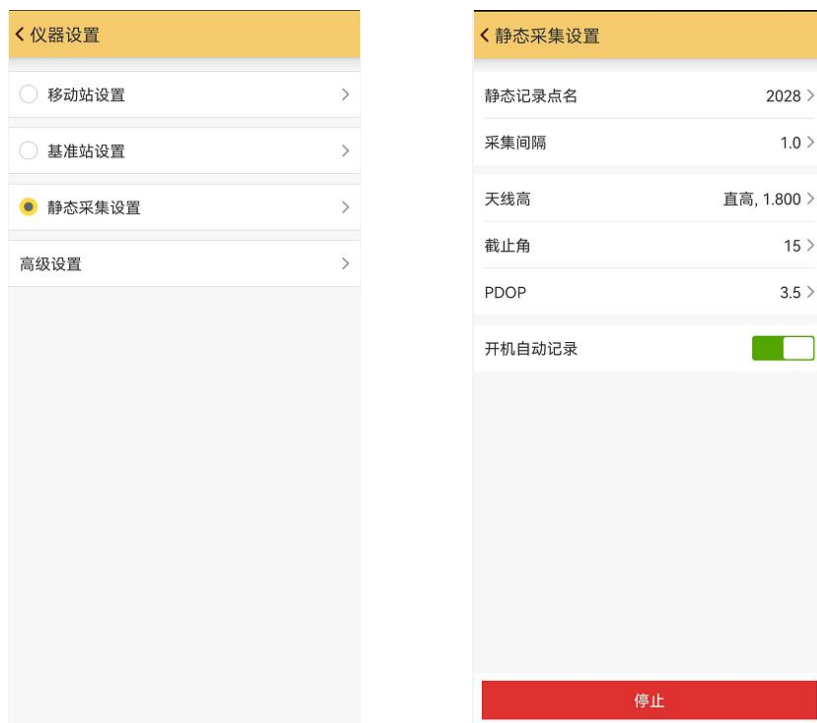 仪器设置
移动站设置
基准站设置
静态采集设置
高级设置
静态采集设置
静态记录点名 2028
采集间隔 1.0
天线高 直高, 1.800
截止角 15
PDOP 3.5
开机自动记录
停止